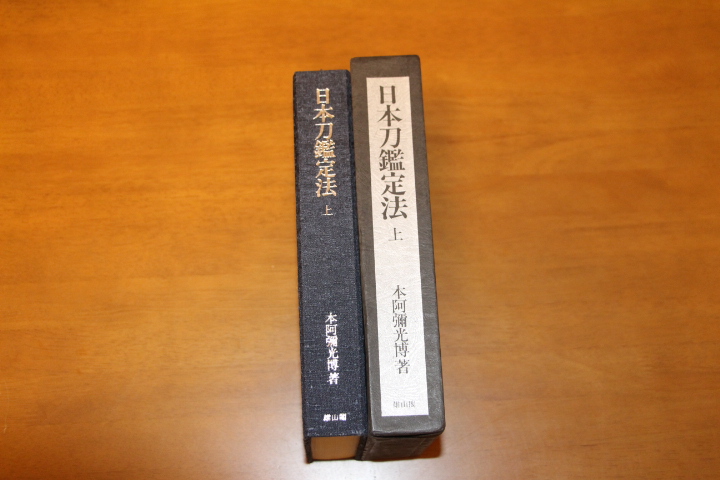 日本刀鑑定法
上
本阿彌光博著
雄山閣
日本刀鑑定法
上
本阿彌光博著
雄山閣